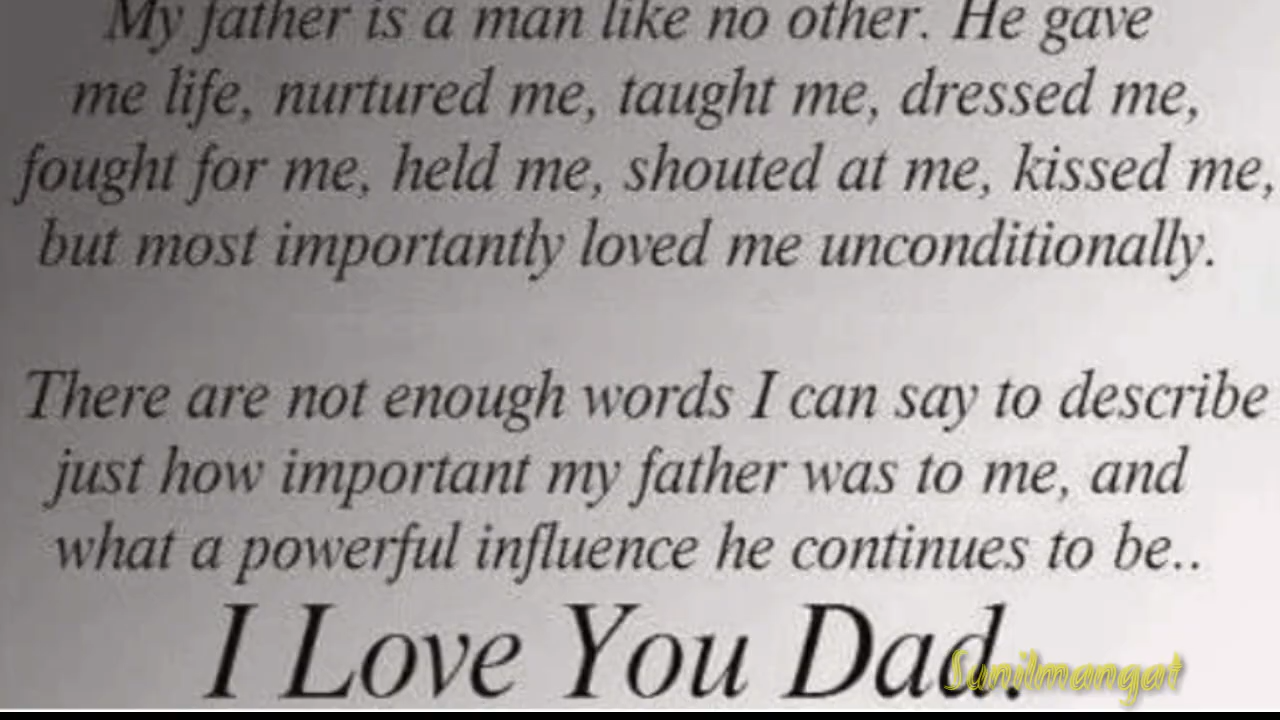 My father is a man like no other. He gave
me life, nurtured me, taught me, dressed me,
fought for me, held me, shouted at me, kissed me,
but most importantly loved me unconditionally.
There are not enough words I can say to describe
just how important my father was to me, and
what a powerful influence he continues to be..
I Love You Dad.
Sunilmangat